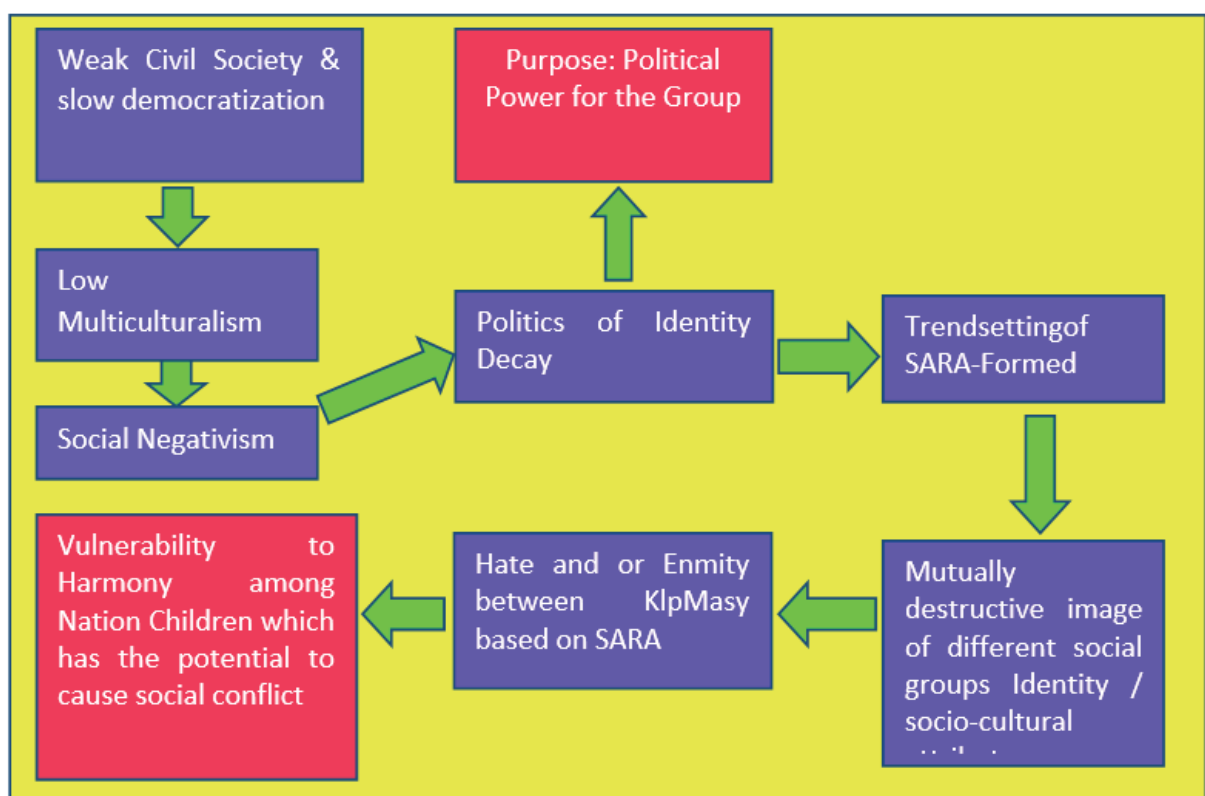 Weak Civil Society &
slow democratization
Purpose: Political
Power for the Group
Low
Multiculturalism
Social Negativism
Politics of Identity
Decay
Trendsettingof
SARA-Formed
Vulnerability to
Harmony among
Nation Children which
has the potential to
cause social conflict
Hate and or Enmity
between KlpMasy
based on SARA
Mutually
destructive image
of different social
groups Identity /
socio-cultural